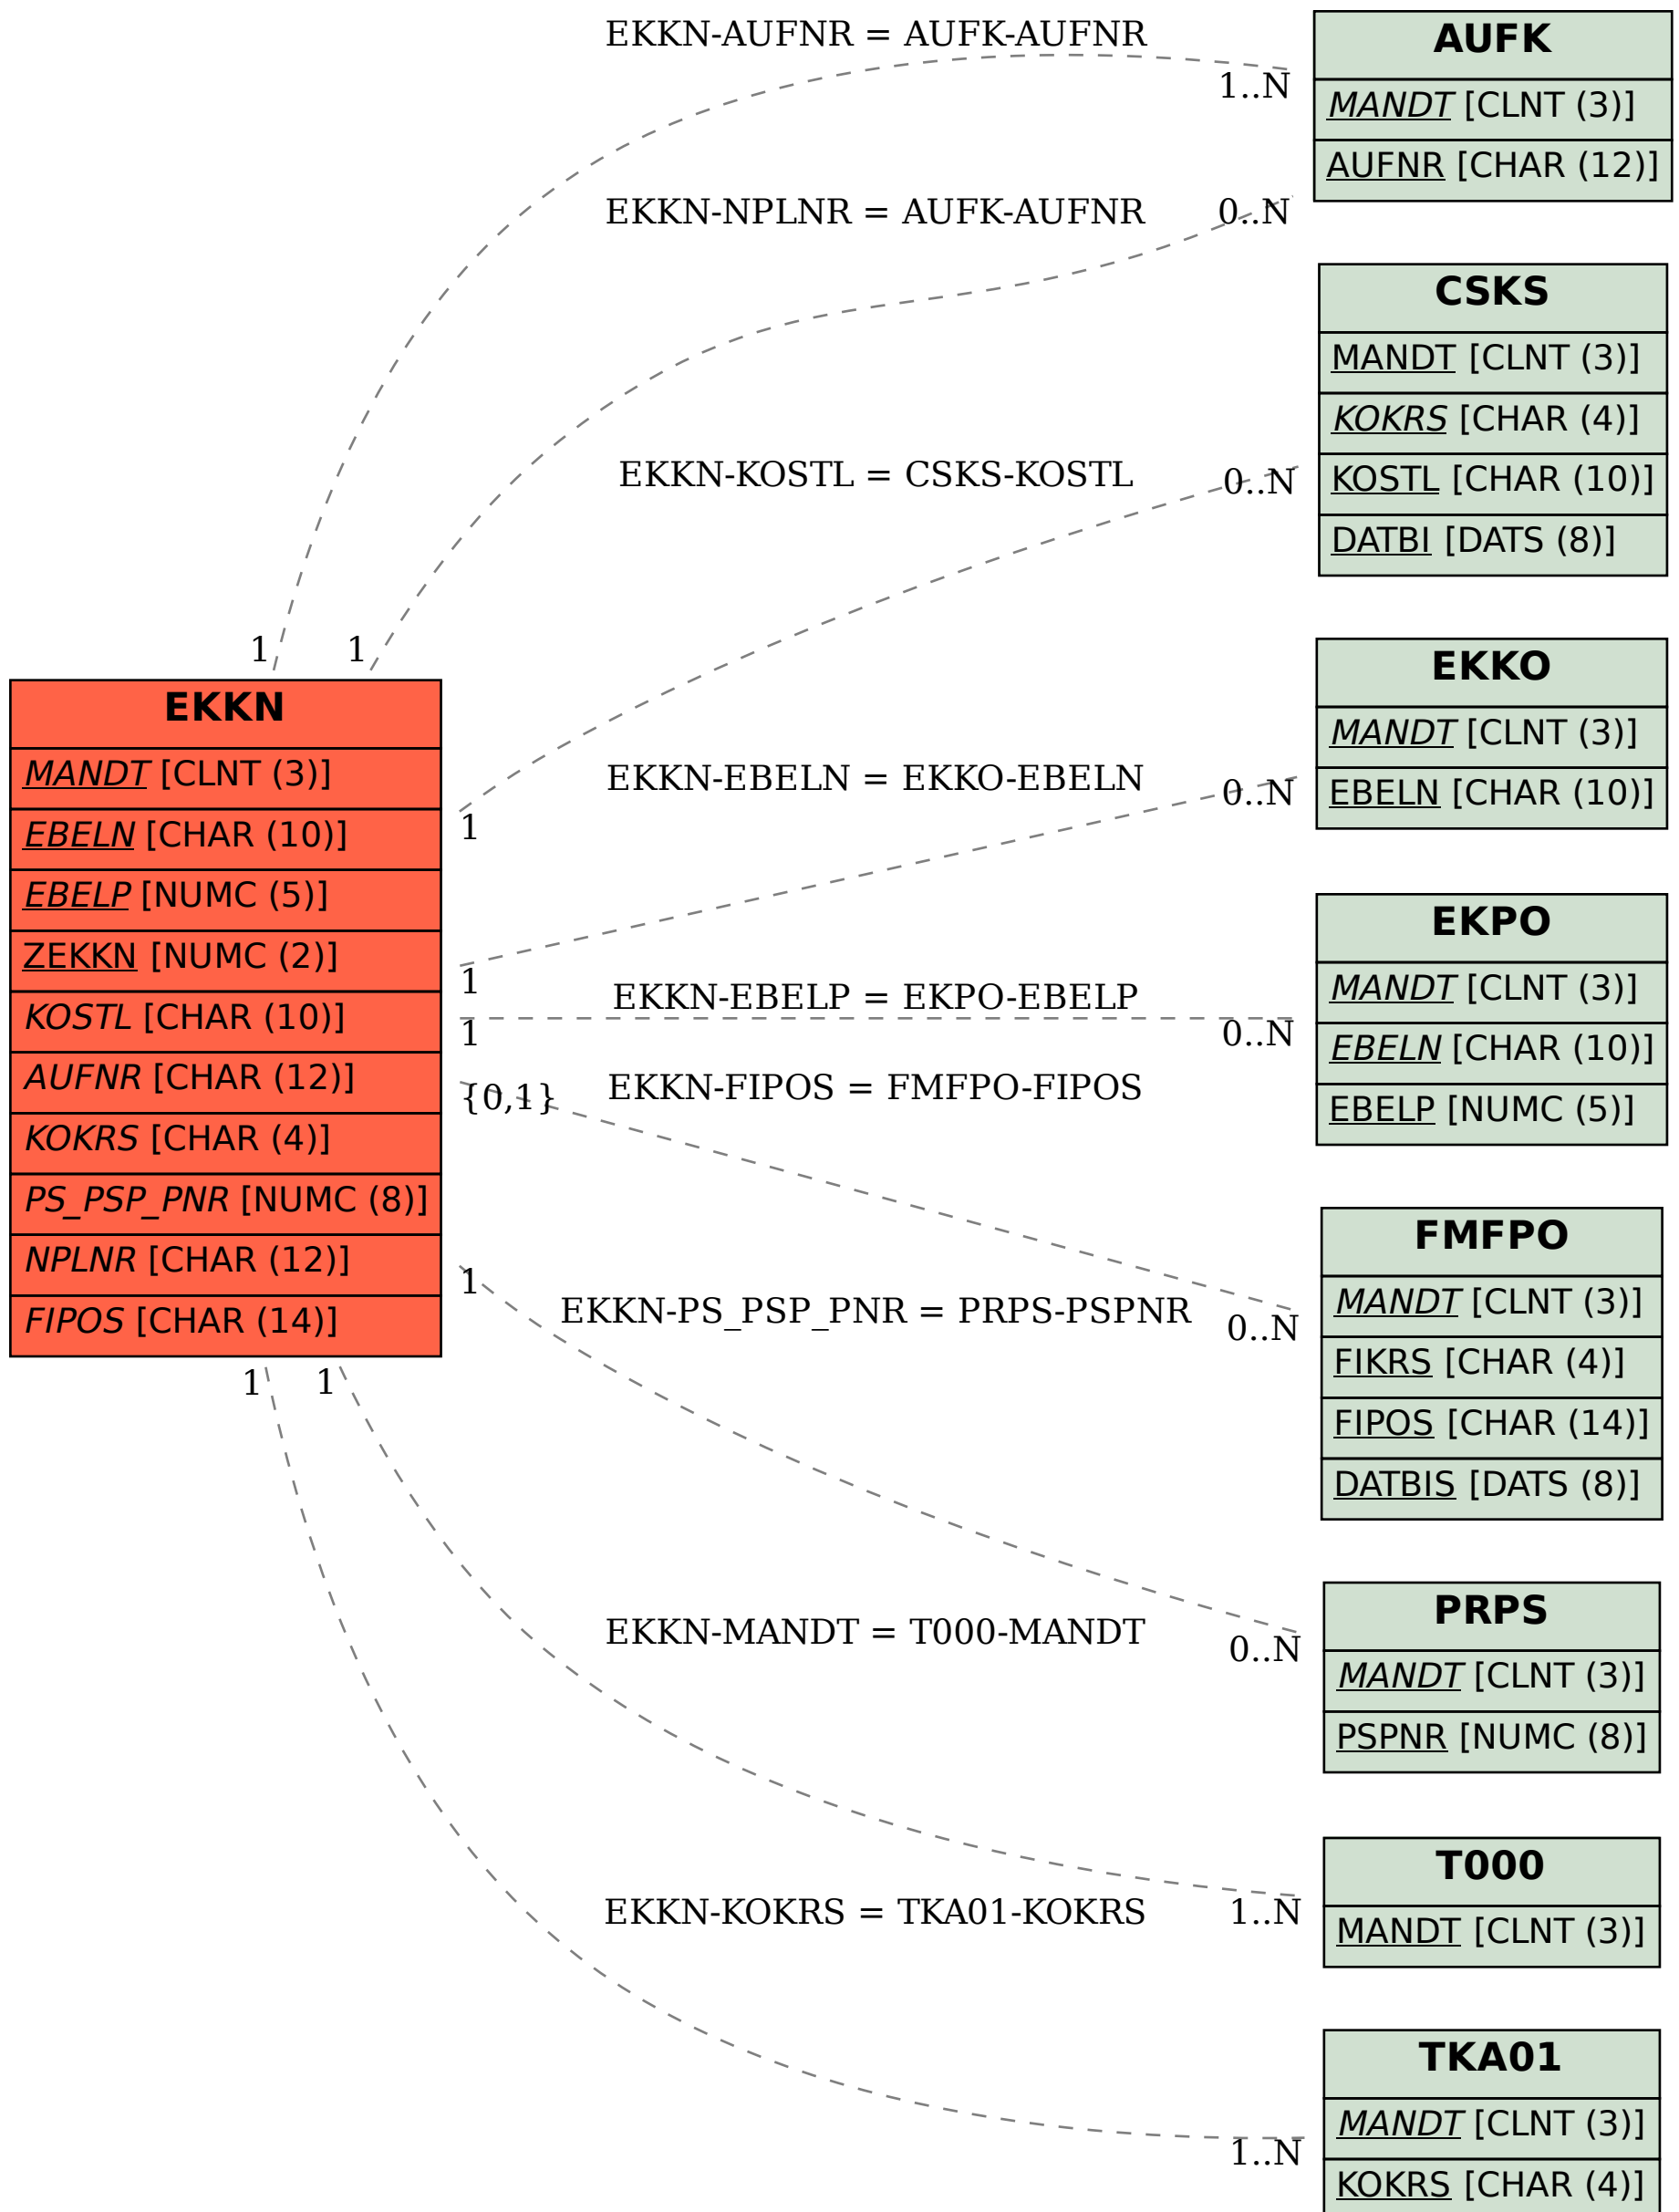 EKKN-AUFNR = AUFK-AUFNR
1..N
AUFK
MANDT [CLNT (3)]
AUFNR [CHAR (12)]
EKKN-NPLNR = AUFK-AUFNR
0..N
CSKS
MANDT [CLNT (3)]
KOKRS [CHAR (4)]
KOSTL [CHAR (10)]
DATBI [DATS (8)]
EKKN-KOSTL = CSKS-KOSTL
0..N
1
1
EKKN
MANDT [CLNT (3)]
EBELN [CHAR (10)]
EBELP [NUMC (5)]
ZEKKN [NUMC (2)]
KOSTL [CHAR (10)]
AUFNR [CHAR (12)]
KOKRS [CHAR (4)]
PS_PSP_PNR [NUMC (8)]
NPLNR [CHAR (12)]
FIPOS [CHAR (14)]
1
1
1
{0,1}
1
1
1
EKKN-EBELN = EKKO-EBELN
0..N
EKKO
MANDT [CLNT (3)]
EBELN [CHAR (10)]
EKKN-EBELP = EKPO-EBELP
0..N
EKPO
MANDT [CLNT (3)]
EBELN [CHAR (10)]
EBELP [NUMC (5)]
EKKN-FIPOS = FMFPO-FIPOS
0..N
FMFPO
MANDT [CLNT (3)]
FIKRS [CHAR (4)]
FIPOS [CHAR (14)]
DATBIS [DATS (8)]
EKKN-PS_PSP_PNR = PRPS-PSPNR
0..N
PRPS
MANDT [CLNT (3)]
PSPNR [NUMC (8)]
EKKN-MANDT = T000-MANDT
1..N
T000
MANDT [CLNT (3)]
EKKN-KOKRS = TKA01-KOKRS
1..N
TKA01
MANDT [CLNT (3)]
KOKRS [CHAR (4)]